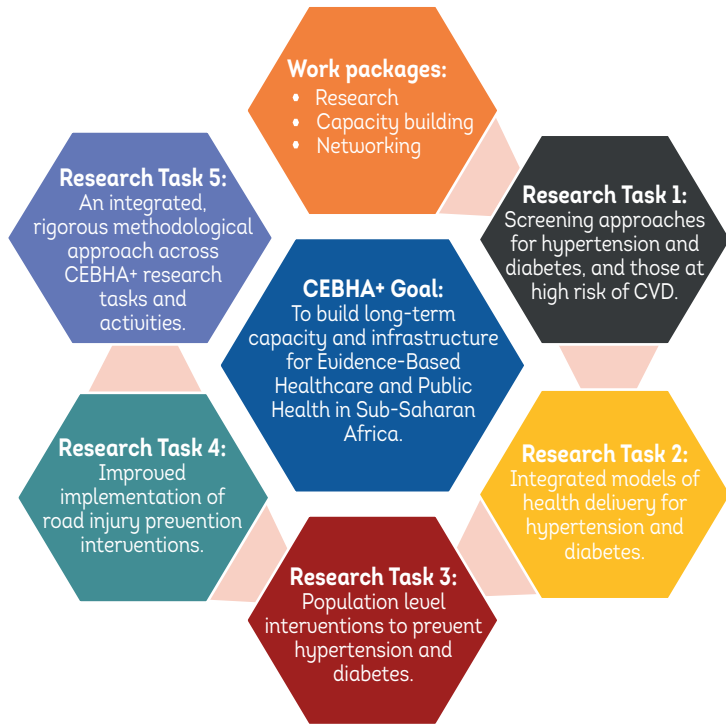 Work packages:
• Research
• Capacity building
• Networking
Research Task 1:
Screening approaches
for hypertension and
diabetes, and those at
high risk of CVD.
Research Task 2:
Integrated models of
health delivery for
hypertension and
diabetes.
Research Task 3:
Population level
interventions to prevent
hypertension and
diabetes.
Research Task 4:
Improved
implementation of
road injury prevention
interventions.
Research Task 5:
An integrated,
rigorous methodological
approach across
CEBHA+ research
tasks and
activities.
CEBHA+ Goal:
To build long-term
capacity and infrastructure
for Evidence-Based
Healthcare and Public
Health in Sub-Saharan
Africa.